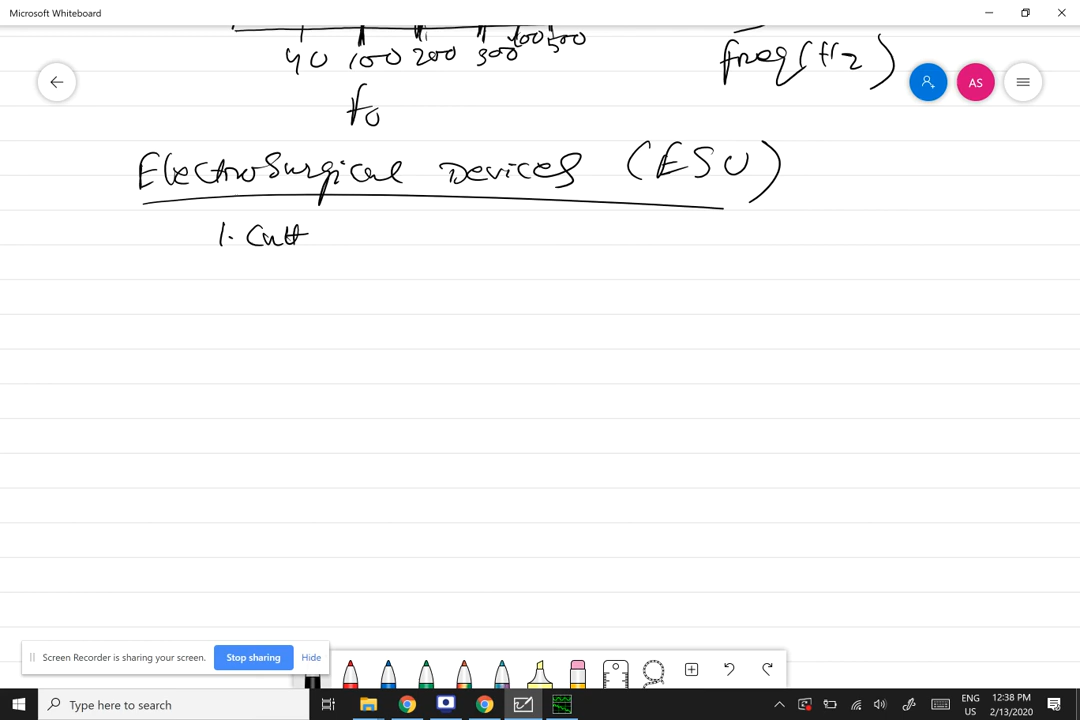 Microsoft Whiteboard
40 100 200 300 400 500
freq(Hz)
AS
f0
ElectroSurgical Devices (ESU)
1. Cutt
Screen Recorder is sharing your screen. Stop sharing Hide
Type here to search
ENG
US
12:38 PM
2/13/2020